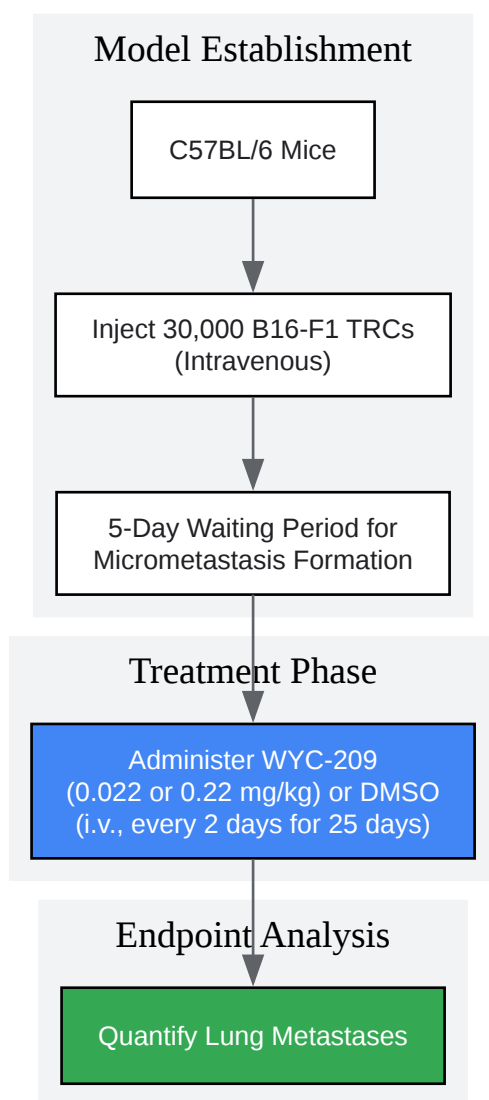 Model Establishment
C57BL/6 Mice
Inject 30,000 B16-F1 TRCs
(Intravenous)
5-Day Waiting Period for
Micrometastasis Formation
Treatment Phase
Administer WYC-209
(0.022 or 0.22 mg/kg) or DMSO
(i.v., every 2 days for 25 days)
Endpoint Analysis
Quantify Lung Metastases